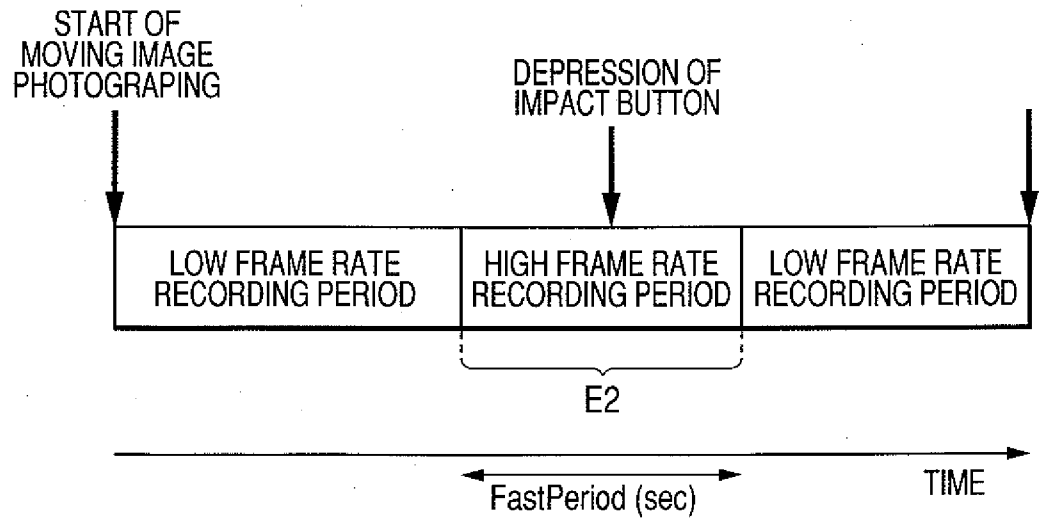 START OF
MOVING IMAGE
PHOTOGRAPING
DEPRESSION OF
IMPACT BUTTON
LOW FRAME RATE
RECORDING PERIOD
HIGH FRAME RATE
RECORDING PERIOD
LOW FRAME RATE
RECORDING PERIOD
E2
TIME
FastPeriod (sec)